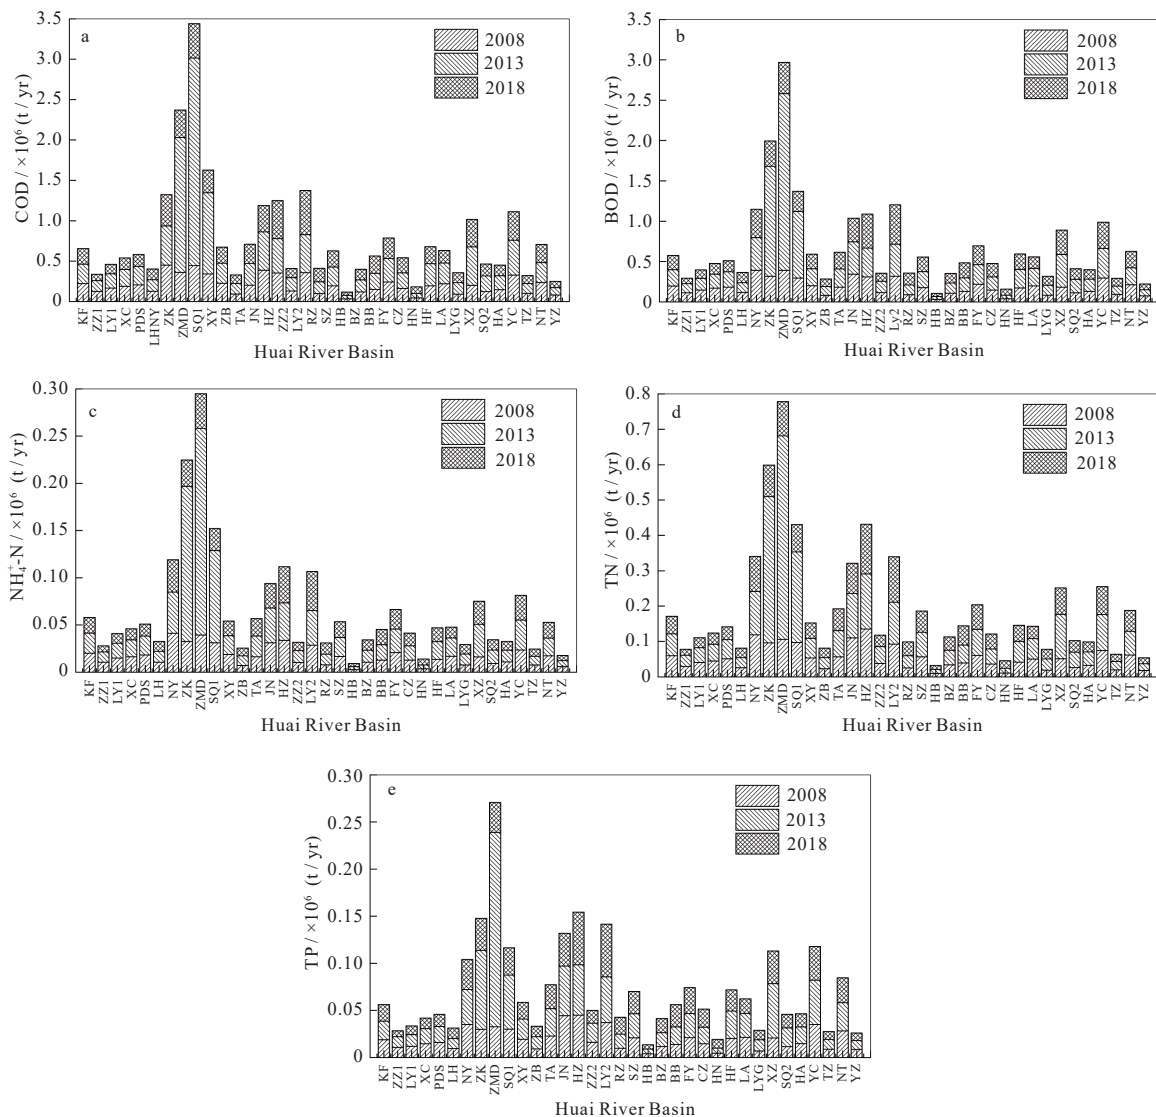 a
COD / ×10⁶ (t / yr)
3.5
3.0
2.5
2.0
1.5
1.0
0.5
0
2008
2013
2018
KF ZZ1 LY1 XC PDS LHNY ZK ZMD SQ1 XY ZB TA JN HZ ZZ2 LY2 RZ SZ HB BZ BB FY CZ HN HF LA LYG XZ SQ2 HA YC TZ NT YZ
Huai River Basin
b
BOD / ×10⁶ (t / yr)
3.5
3.0
2.5
2.0
1.5
1.0
0.5
0
2008
2013
2018
KF ZZ1 LY1 XC PDS LH NY ZK ZMD SQ1 XY ZB TA JN HZ ZZ2 Ly2 RZ SZ HB BZ BB FY CZ HN HF LA LYG XZ SQ2 HA YC TZ NT YZ
Huai River Basin
c
NH₄⁺-N / ×10⁶ (t / yr)
0.30
0.25
0.20
0.15
0.10
0.05
0
2008
2013
2018
KF ZZ1 LY1 XC PDS LH NY ZK ZMD SQ1 XY ZB TA JN HZ ZZ2 LY2 RZ SZ HB BZ BB FY CZ HN HF LA LYG XZ SQ2 HA YC TZ NT YZ
Huai River Basin
d
TN / ×10⁶ (t / yr)
0.8
0.7
0.6
0.5
0.4
0.3
0.2
0.1
0
2008
2013
2018
KF ZZ1 LY1 XC PDS LH NY ZK ZMD SQ1 XY ZB TA JN HZ ZZ2 LY2 RZ SZ HB BZ BB FY CZ HN HF LA LYG XZ SQ2 HA YC TZ NT YZ
Huai River Basin
e
TP / ×10⁶ (t / yr)
0.30
0.25
0.20
0.15
0.10
0.05
0
2008
2013
2018
KF ZZ1 LY1 XC PDS LH NY ZK ZMD SQ1 XY ZB TA JN HZ ZZ2 LY2 RZ SZ HB BZ BB FY CZ HN HF LA LYG XZ SQ2 HA YC TZ NT YZ
Huai River Basin